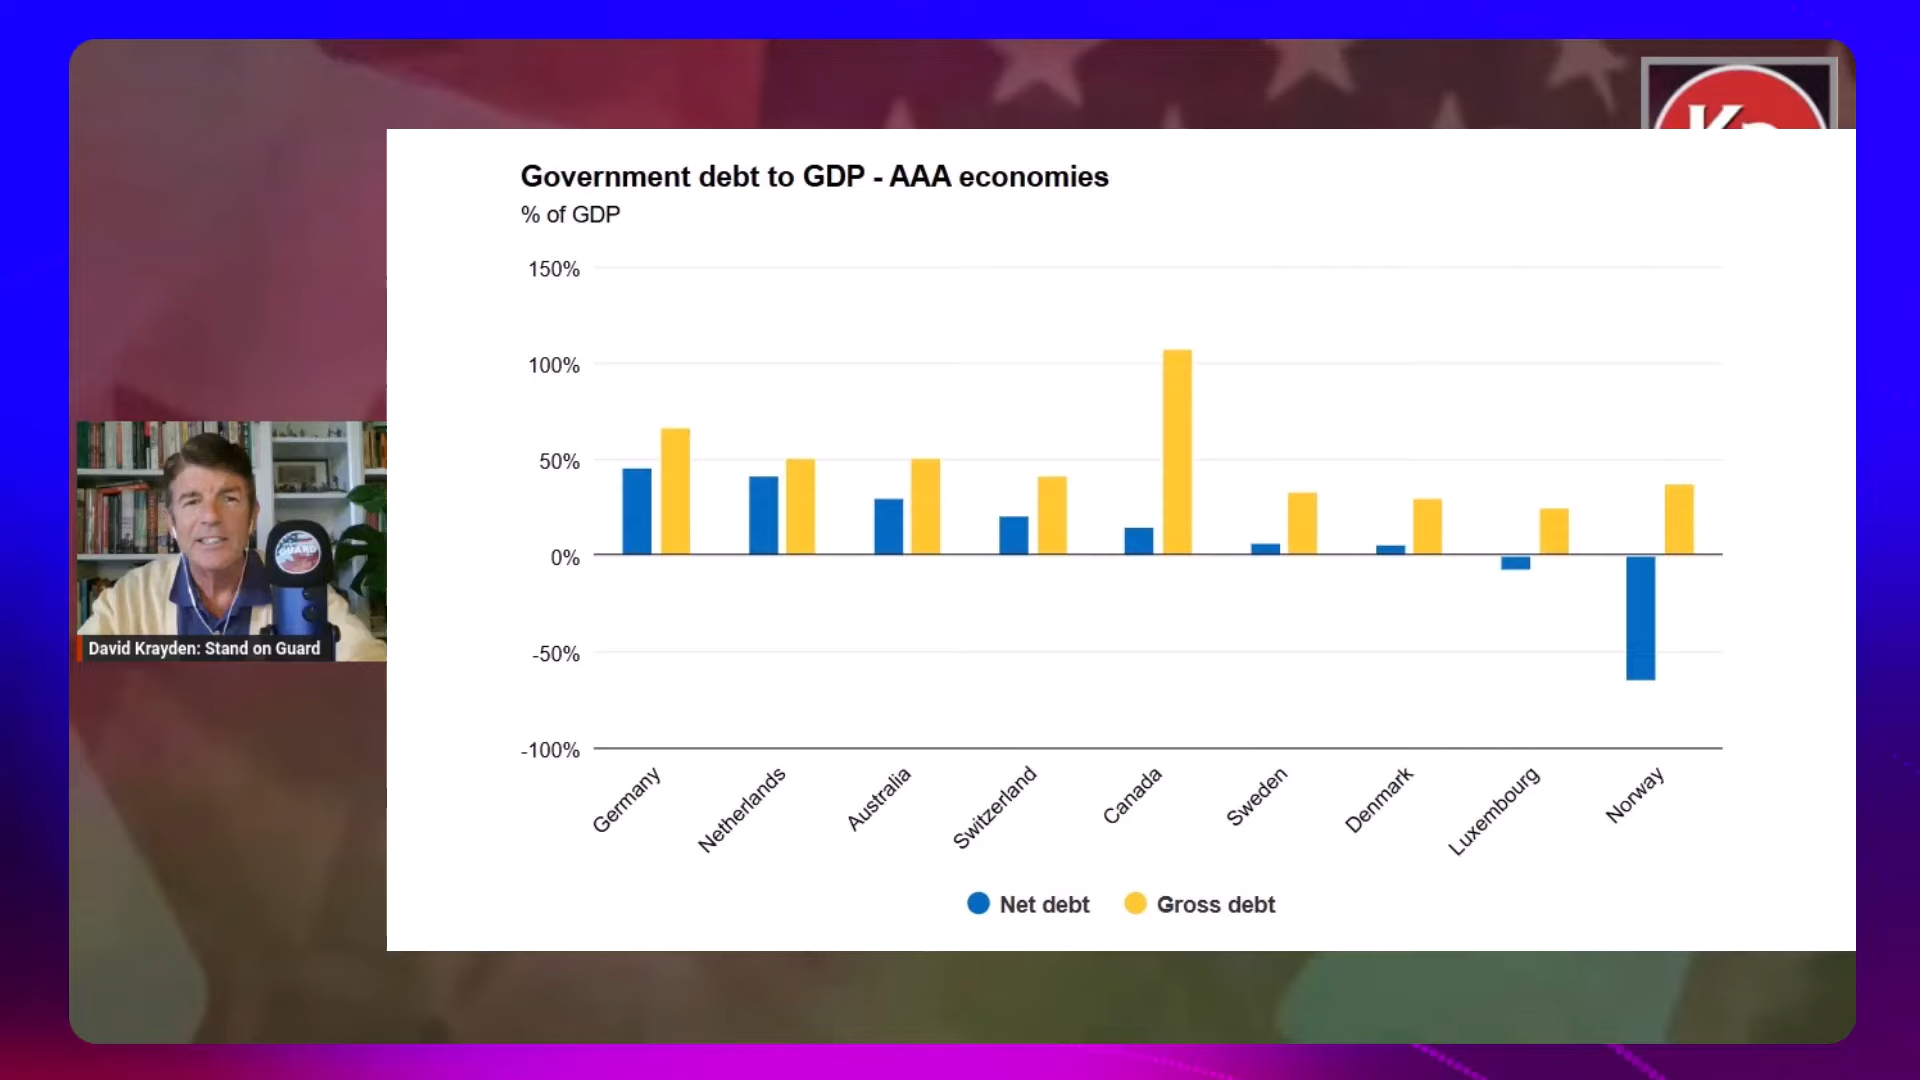 Government debt to GDP - AAA economies
% of GDP
150%
100%
50%
0%
-50%
-100%
Germany
Netherlands
Australia
Switzerland
Canada
Sweden
Denmark
Luxembourg
Norway
Net debt
Gross debt
GUARD
David Krayden: Stand on Guard